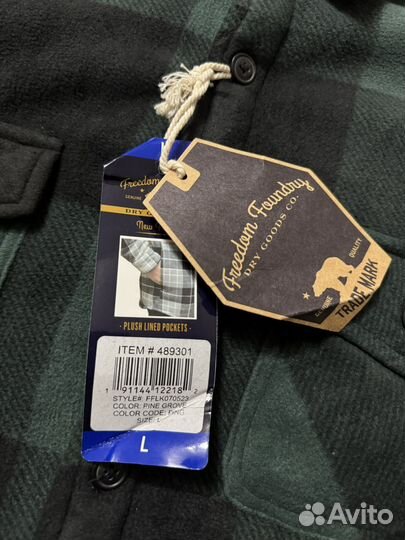 Freedom Foundry
DRY GOODS CO.
GENUINE
QUALITY
TRADE MARK
Freedom
GENUINE
DRY
New
· PLUSH LINED POCKETS ·
ITEM # 489301
1 91144 12218 2
STYLE#: FFLK070523
COLOR: PINE GROVE
COLOR CODE: PNG
SIZE: L
L
Avito